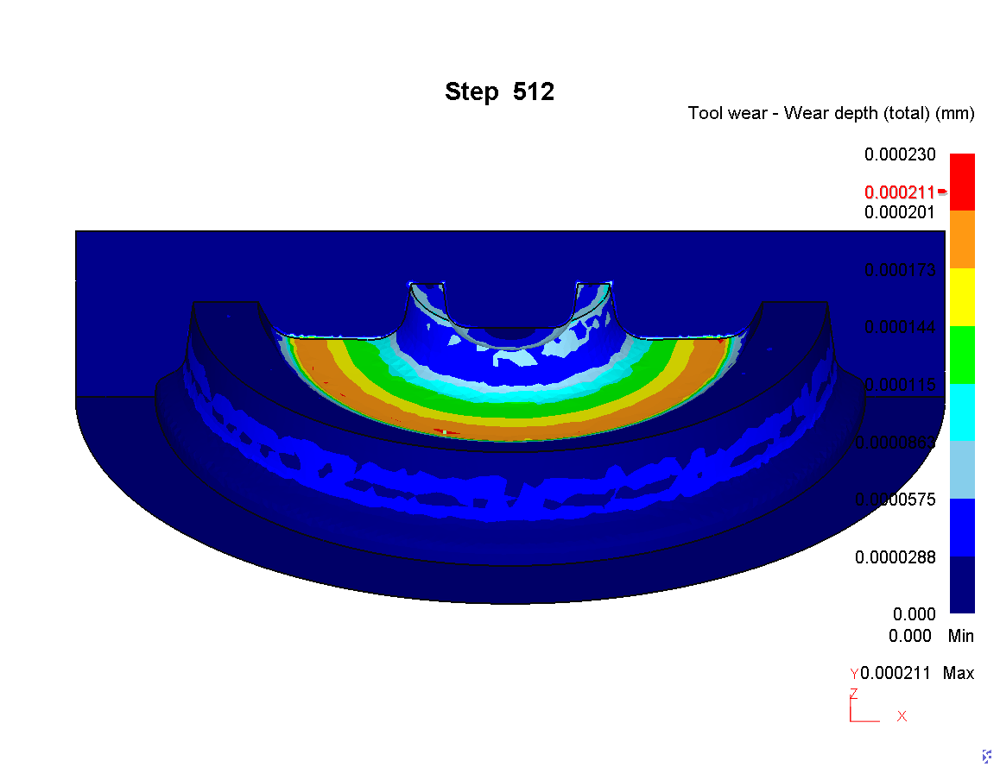 Step 512
Tool wear - Wear depth (total) (mm)
0.000230
0.000211
0.000201
0.000173
0.000144
0.000115
0.0000863
0.0000575
0.0000288
0.000
0.000 Min
Y 0.000211 Max
Z
X